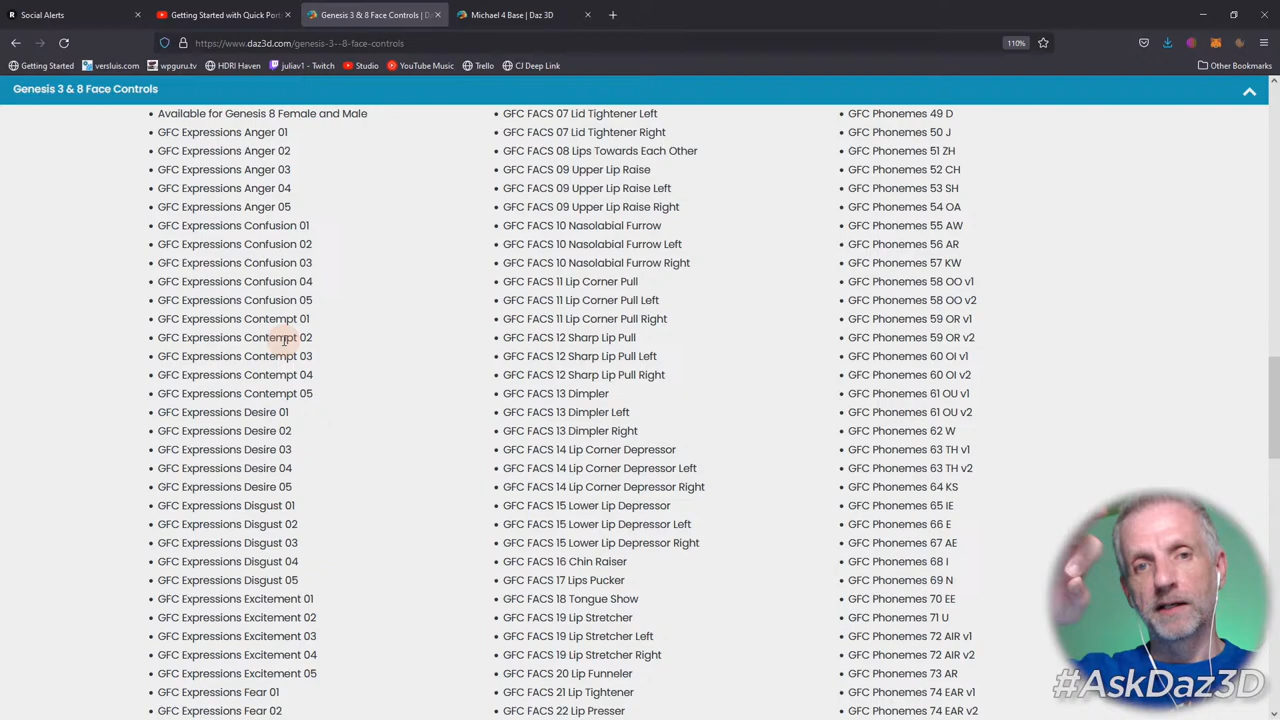 Social Alerts
Getting Started with Quick Port
Genesis 3 & 8 Face Controls | Da
Michael 4 Base | Daz 3D
https://www.daz3d.com/genesis-3--8-face-controls
110%
Getting Started
versluis.com
wpguru.tv
HDRI Haven
juliav1 - Twitch
Studio
YouTube Music
Trello
CJ Deep Link
Other Bookmarks
Genesis 3 & 8 Face Controls
Available for Genesis 8 Female and Male
GFC Expressions Anger 01
GFC Expressions Anger 02
GFC Expressions Anger 03
GFC Expressions Anger 04
GFC Expressions Anger 05
GFC Expressions Confusion 01
GFC Expressions Confusion 02
GFC Expressions Confusion 03
GFC Expressions Confusion 04
GFC Expressions Confusion 05
GFC Expressions Contempt 01
GFC Expressions Contempt 02
GFC Expressions Contempt 03
GFC Expressions Contempt 04
GFC Expressions Contempt 05
GFC Expressions Desire 01
GFC Expressions Desire 02
GFC Expressions Desire 03
GFC Expressions Desire 04
GFC Expressions Desire 05
GFC Expressions Disgust 01
GFC Expressions Disgust 02
GFC Expressions Disgust 03
GFC Expressions Disgust 04
GFC Expressions Disgust 05
GFC Expressions Excitement 01
GFC Expressions Excitement 02
GFC Expressions Excitement 03
GFC Expressions Excitement 04
GFC Expressions Excitement 05
GFC Expressions Fear 01
GFC Expressions Fear 02
GFC FACS 07 Lid Tightener Left
GFC FACS 07 Lid Tightener Right
GFC FACS 08 Lips Towards Each Other
GFC FACS 09 Upper Lip Raise
GFC FACS 09 Upper Lip Raise Left
GFC FACS 09 Upper Lip Raise Right
GFC FACS 10 Nasolabial Furrow
GFC FACS 10 Nasolabial Furrow Left
GFC FACS 10 Nasolabial Furrow Right
GFC FACS 11 Lip Corner Pull
GFC FACS 11 Lip Corner Pull Left
GFC FACS 11 Lip Corner Pull Right
GFC FACS 12 Sharp Lip Pull
GFC FACS 12 Sharp Lip Pull Left
GFC FACS 12 Sharp Lip Pull Right
GFC FACS 13 Dimpler
GFC FACS 13 Dimpler Left
GFC FACS 13 Dimpler Right
GFC FACS 14 Lip Corner Depressor
GFC FACS 14 Lip Corner Depressor Left
GFC FACS 14 Lip Corner Depressor Right
GFC FACS 15 Lower Lip Depressor
GFC FACS 15 Lower Lip Depressor Left
GFC FACS 15 Lower Lip Depressor Right
GFC FACS 16 Chin Raiser
GFC FACS 17 Lips Pucker
GFC FACS 18 Tongue Show
GFC FACS 19 Lip Stretcher
GFC FACS 19 Lip Stretcher Left
GFC FACS 19 Lip Stretcher Right
GFC FACS 20 Lip Funneler
GFC FACS 21 Lip Tightener
GFC FACS 22 Lip Presser
GFC Phonemes 49 D
GFC Phonemes 50 J
GFC Phonemes 51 ZH
GFC Phonemes 52 CH
GFC Phonemes 53 SH
GFC Phonemes 54 OA
GFC Phonemes 55 AW
GFC Phonemes 56 AR
GFC Phonemes 57 KW
GFC Phonemes 58 OO v1
GFC Phonemes 58 OO v2
GFC Phonemes 59 OR v1
GFC Phonemes 59 OR v2
GFC Phonemes 60 OI v1
GFC Phonemes 60 OI v2
GFC Phonemes 61 OU v1
GFC Phonemes 61 OU v2
GFC Phonemes 62 W
GFC Phonemes 63 TH v1
GFC Phonemes 63 TH v2
GFC Phonemes 64 KS
GFC Phonemes 65 IE
GFC Phonemes 66 E
GFC Phonemes 67 AE
GFC Phonemes 68 I
GFC Phonemes 69 N
GFC Phonemes 70 EE
GFC Phonemes 71 U
GFC Phonemes 72 AIR v1
GFC Phonemes 72 AIR v2
GFC Phonemes 73 AR
GFC Phonemes 74 EAR v1
GFC Phonemes 74 EAR v2
#AskDaz3D